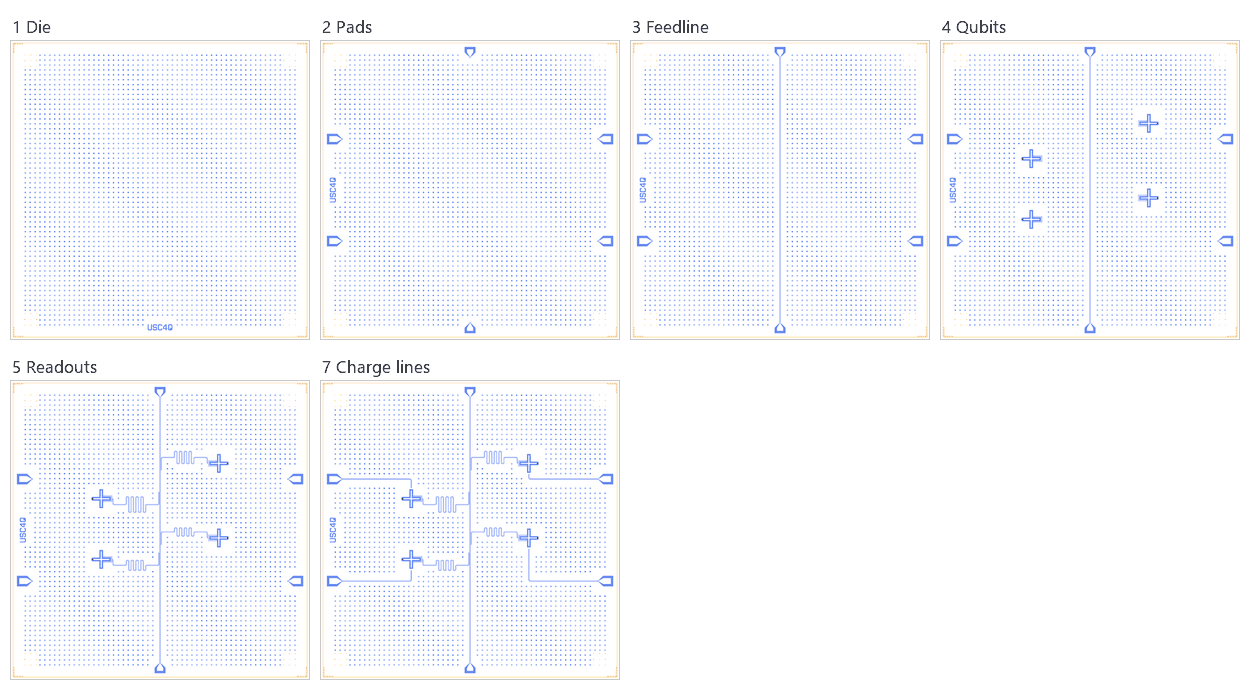 1 Die
2 Pads
3 Feedline
4 Qubits
USC4Q
USC4Q
USC4Q
USC4Q
5 Readouts
7 Charge lines
USC4Q
USC4Q